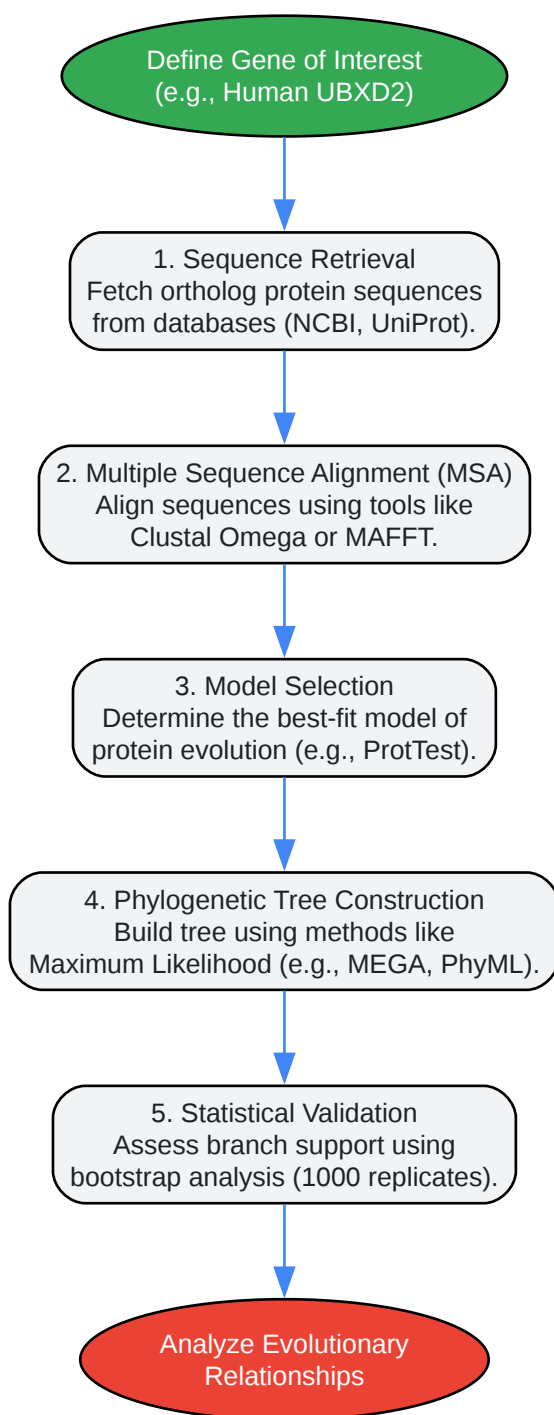 Define Gene of Interest
(e.g., Human UBXD2)
1. Sequence Retrieval
Fetch ortholog protein sequences
from databases (NCBI, UniProt).
2. Multiple Sequence Alignment (MSA)
Align sequences using tools like
Clustal Omega or MAFFT.
3. Model Selection
Determine the best-fit model of
protein evolution (e.g., ProtTest).
4. Phylogenetic Tree Construction
Build tree using methods like
Maximum Likelihood (e.g., MEGA, PhyML).
5. Statistical Validation
Assess branch support using
bootstrap analysis (1000 replicates).
Analyze Evolutionary
Relationships